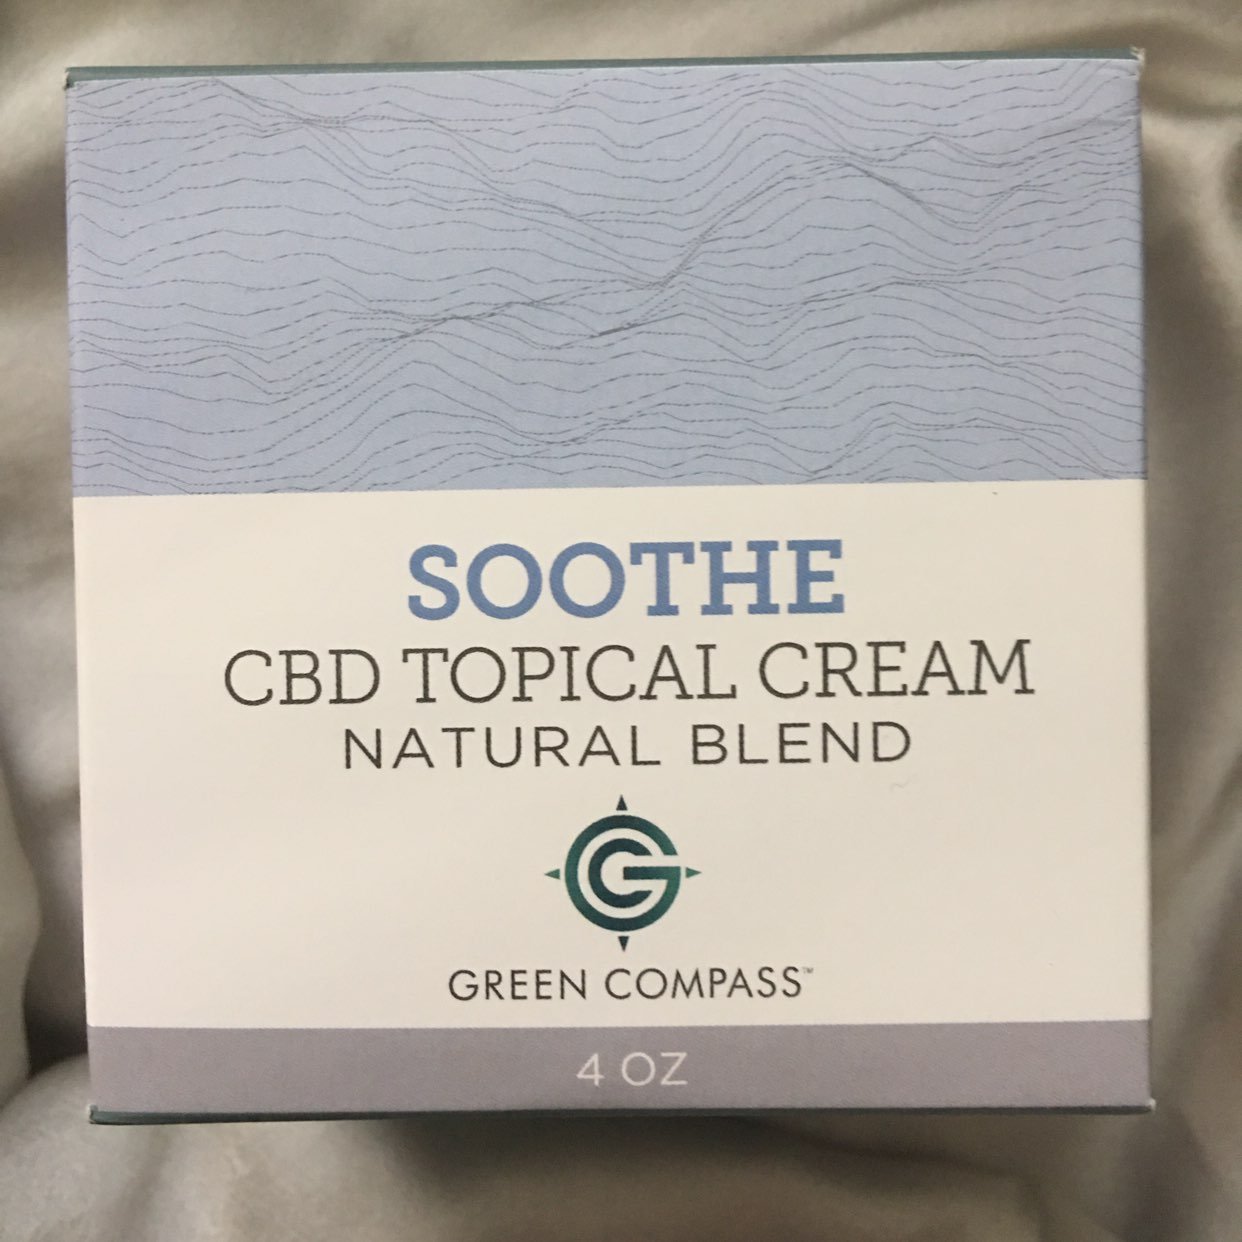 SOOTHE
CBD TOPICAL CREAM
NATURAL BLEND
GREEN COMPASS™
4 OZ